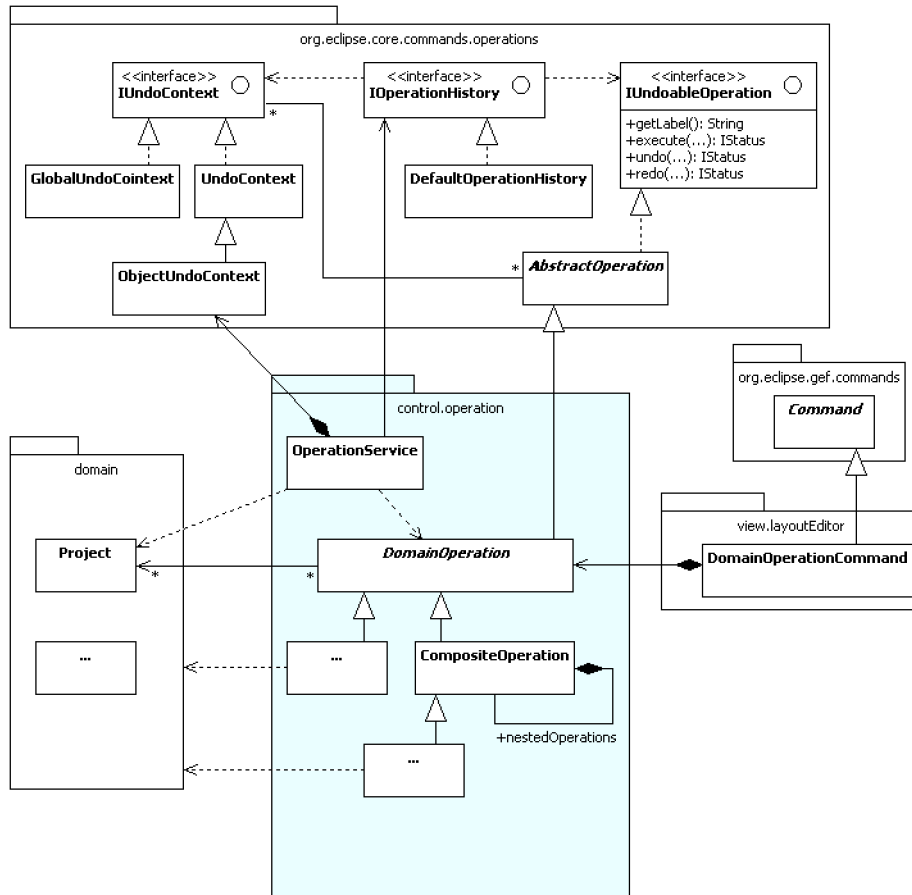 org.eclipse.core.commands.operations
<<interface>>
IUndoContext
<<interface>>
IOperationHistory
<<interface>>
IUndoableOperation
+getLabel(): String
+execute(...): IStatus
+undo(...): IStatus
+redo(...): IStatus
*
GlobalUndoCointext
UndoContext
DefaultOperationHistory
ObjectUndoContext
*
AbstractOperation
org.eclipse.gef.commands
Command
control.operation
OperationService
domain
view.layoutEditor
Project
DomainOperation
DomainOperationCommand
*
*
...
...
CompositeOperation
+nestedOperations
...